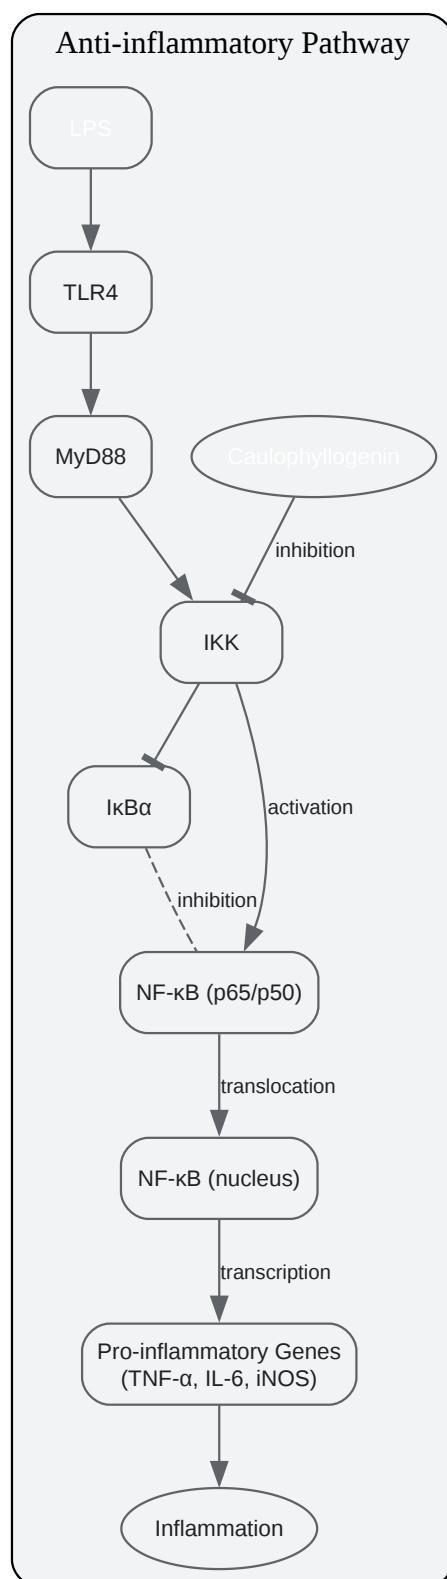 Anti-inflammatory Pathway
LPS
TLR4
MyD88
Caulophyllogenin
inhibition
IKK
IκBα
activation
inhibition
NF-κB (p65/p50)
translocation
NF-κB (nucleus)
transcription
Pro-inflammatory Genes
(TNF-α, IL-6, iNOS)
Inflammation